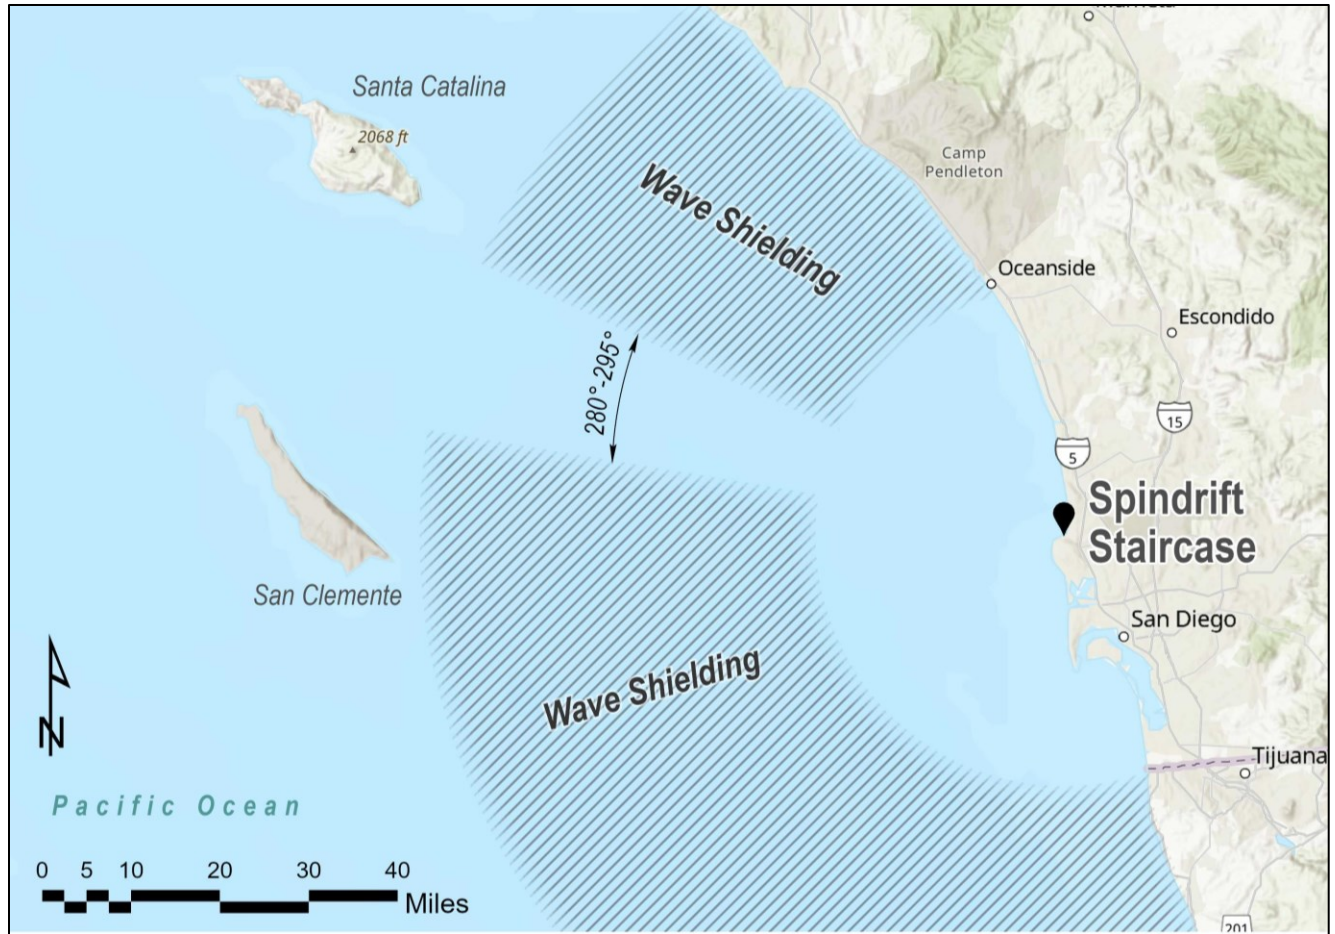 Santa Catalina
2068 ft
Camp
Pendleton
Wave Shielding
Oceanside
Escondido
280°-295°
15
5
Spindrift
Staircase
San Clemente
San Diego
Wave Shielding
N
Tijuana
Pacific Ocean
0 5 10 20 30 40
Miles
201